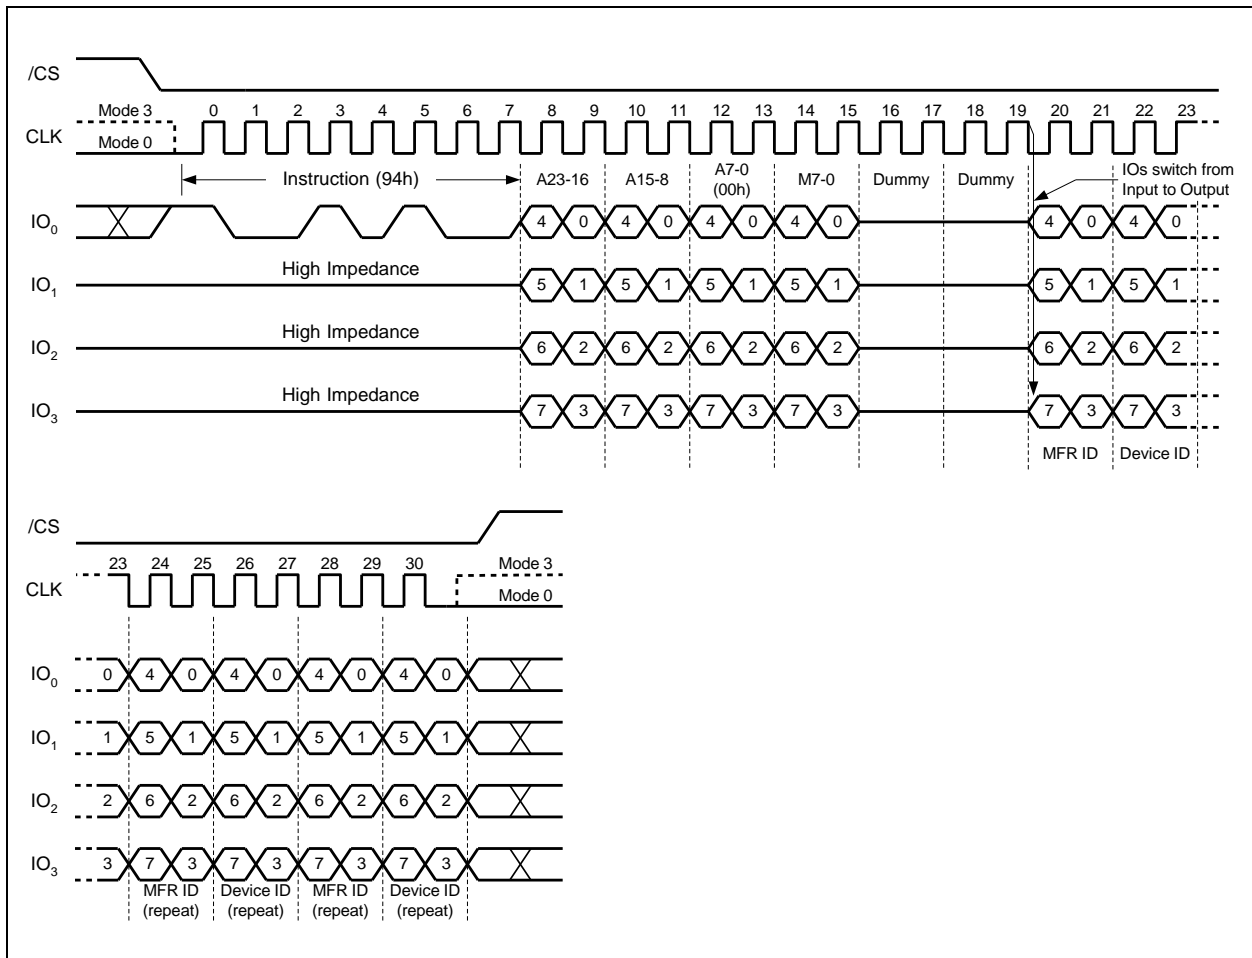 /CS
Mode 3 0 1 2 3 4 5 6 7 8 9 10 11 12 13 14 15 16 17 18 19 20 21 22 23
CLK Mode 0
Instruction (94h) A23-16 A15-8 A7-0 (00h) M7-0 Dummy Dummy IOs switch from Input to Output
IO0 4 0 4 0 4 0 4 0 4 0 4 0
High Impedance
IO1 5 1 5 1 5 1 5 1 5 1 5 1
High Impedance
IO2 6 2 6 2 6 2 6 2 6 2 6 2
High Impedance
IO3 7 3 7 3 7 3 7 3 7 3 7 3
MFR ID Device ID
/CS
23 24 25 26 27 28 29 30 Mode 3
CLK Mode 0
IO0 0 4 0 4 0 4 0 4 0
IO1 1 5 1 5 1 5 1 5 1
IO2 2 6 2 6 2 6 2 6 2
IO3 3 7 3 7 3 7 3 7 3
MFR ID Device ID MFR ID Device ID
(repeat) (repeat) (repeat) (repeat)